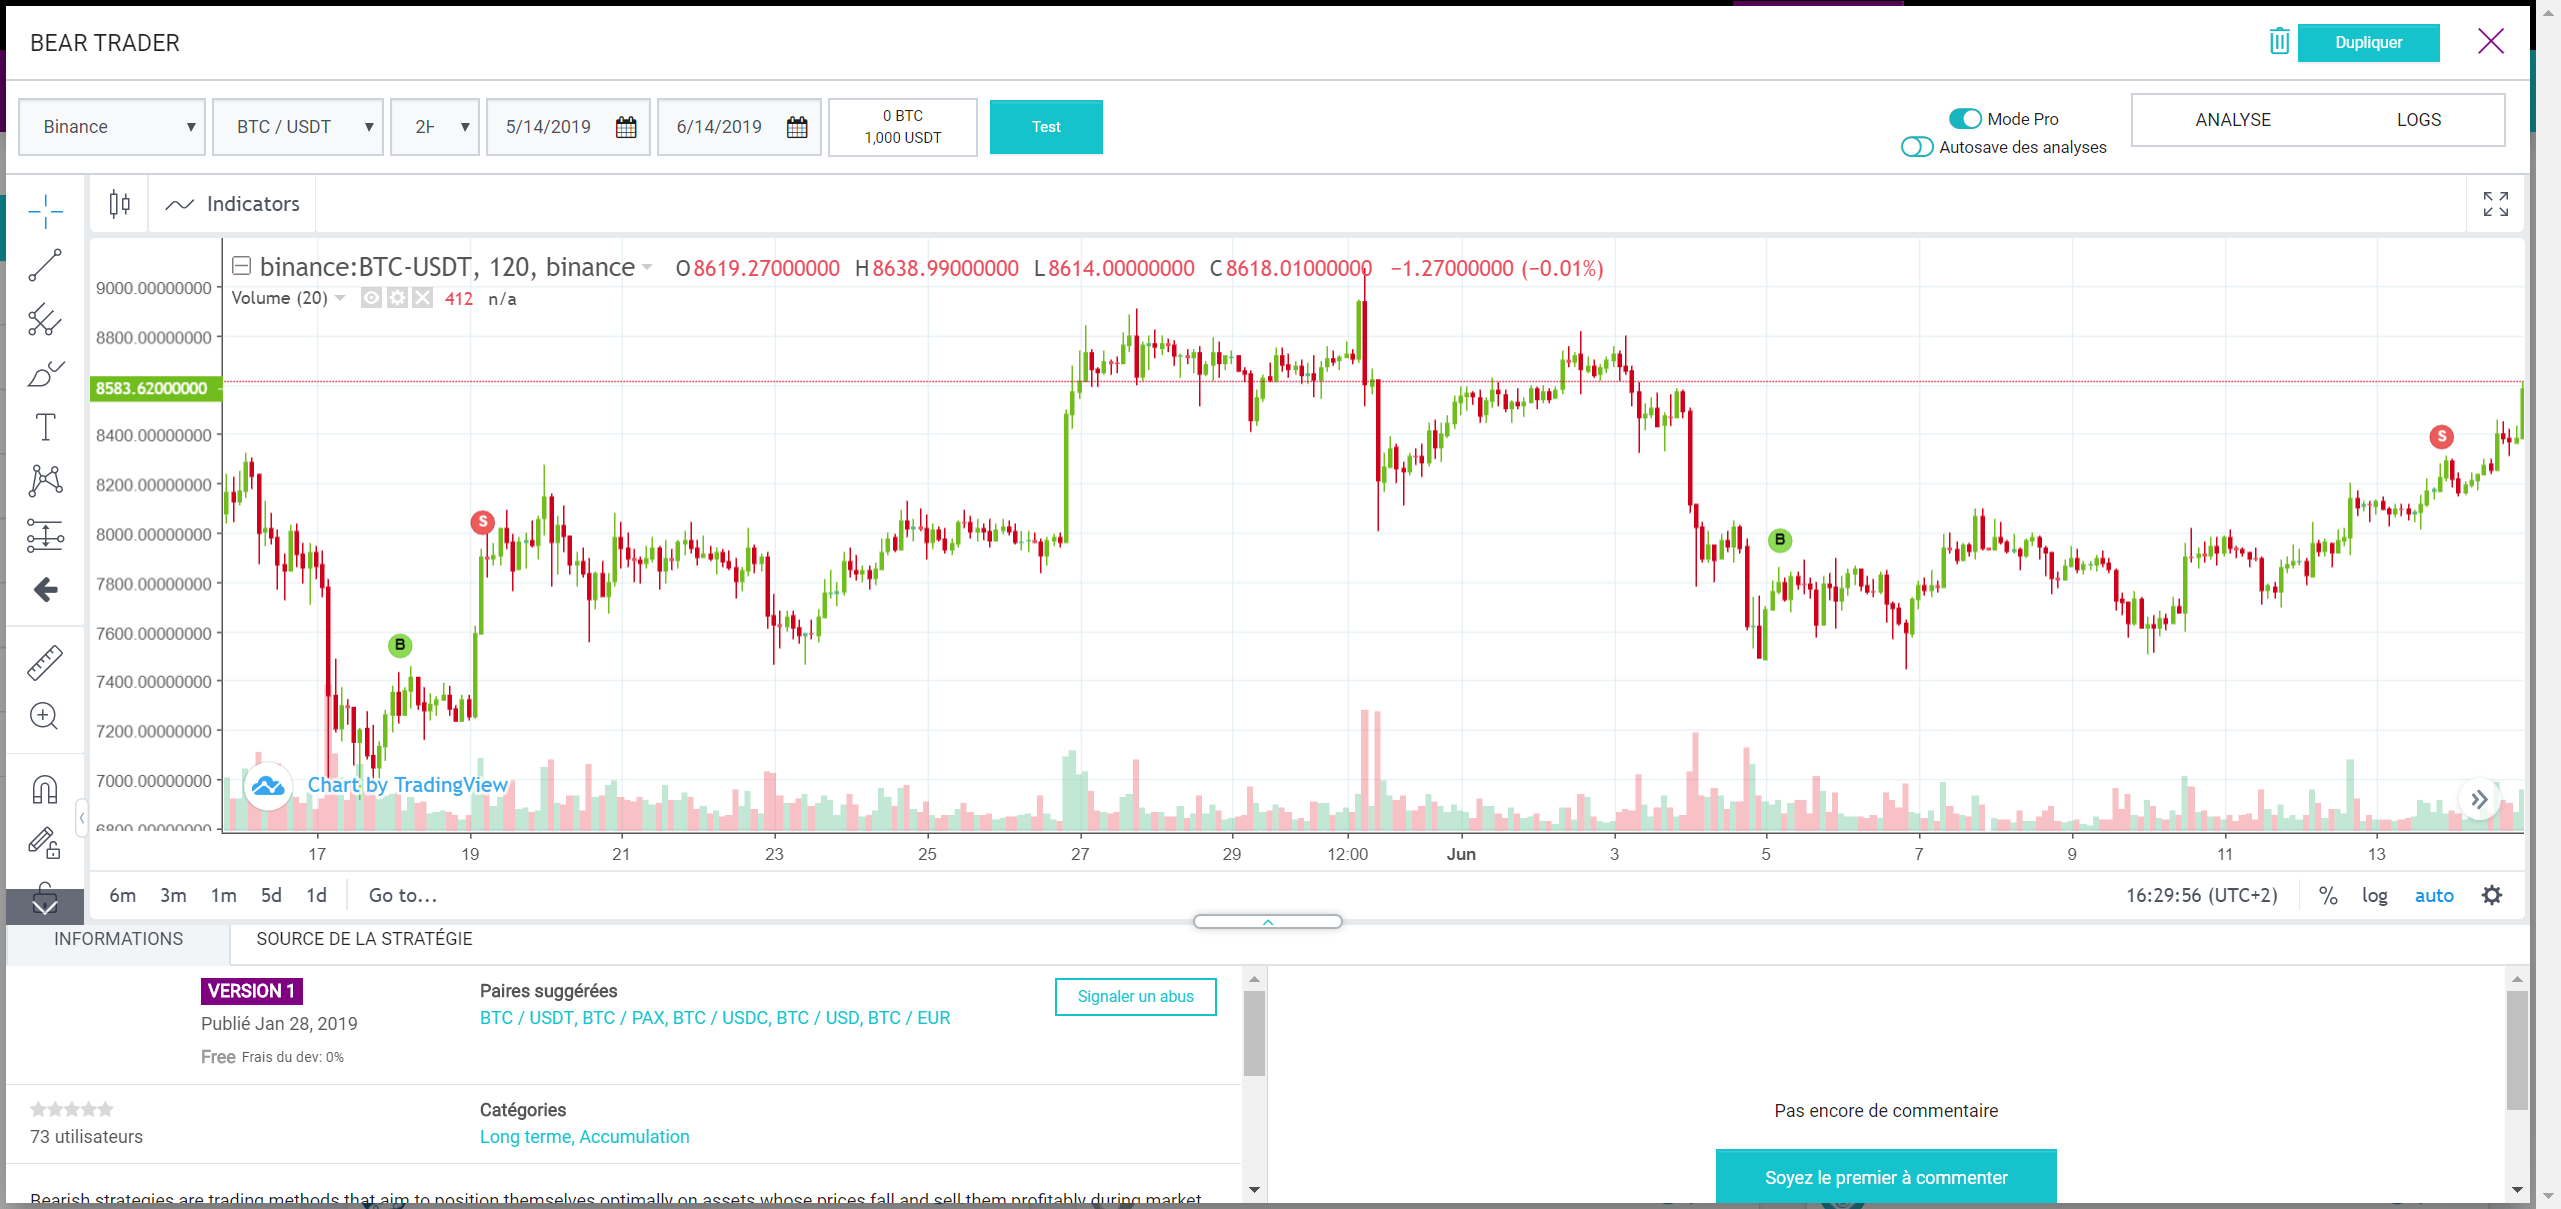 BEAR TRADER
Dupliquer
Binance
BTC / USDT
5/14/2019
6/14/2019
0 BTC
1,000 USDT
Test
Mode Pro
Autosave des analyses
ANALYSE
LOGS
Indicators
binance:BTC-USDT, 120, binance O8619.27000000 H8638.99000000 L8614.00000000 C8618.01000000 −1.27000000 (−0.01%)
Volume (20) 412 n/a
9000.00000000
8800.00000000
8583.62000000
8400.00000000
8200.00000000
8000.00000000
7800.00000000
7600.00000000
7400.00000000
7200.00000000
7000.00000000
6800.00000000
S
B
B
S
Chart by TradingView
17 19 21 23 25 27 29 12:00 Jun 3 5 7 9 11 13
6m 3m 1m 5d 1d Go to...
16:29:56 (UTC+2) % log auto
INFORMATIONS
SOURCE DE LA STRATÉGIE
VERSION 1
Publié Jan 28, 2019
Free Frais du dev: 0%
Paires suggérées
BTC / USDT, BTC / PAX, BTC / USDC, BTC / USD, BTC / EUR
Signaler un abus
73 utilisateurs
Catégories
Long terme, Accumulation
Bearish strategies are trading methods that aim to position themselves optimally on assets whose prices fall and sell them profitably during market
Pas encore de commentaire
Soyez le premier à commenter